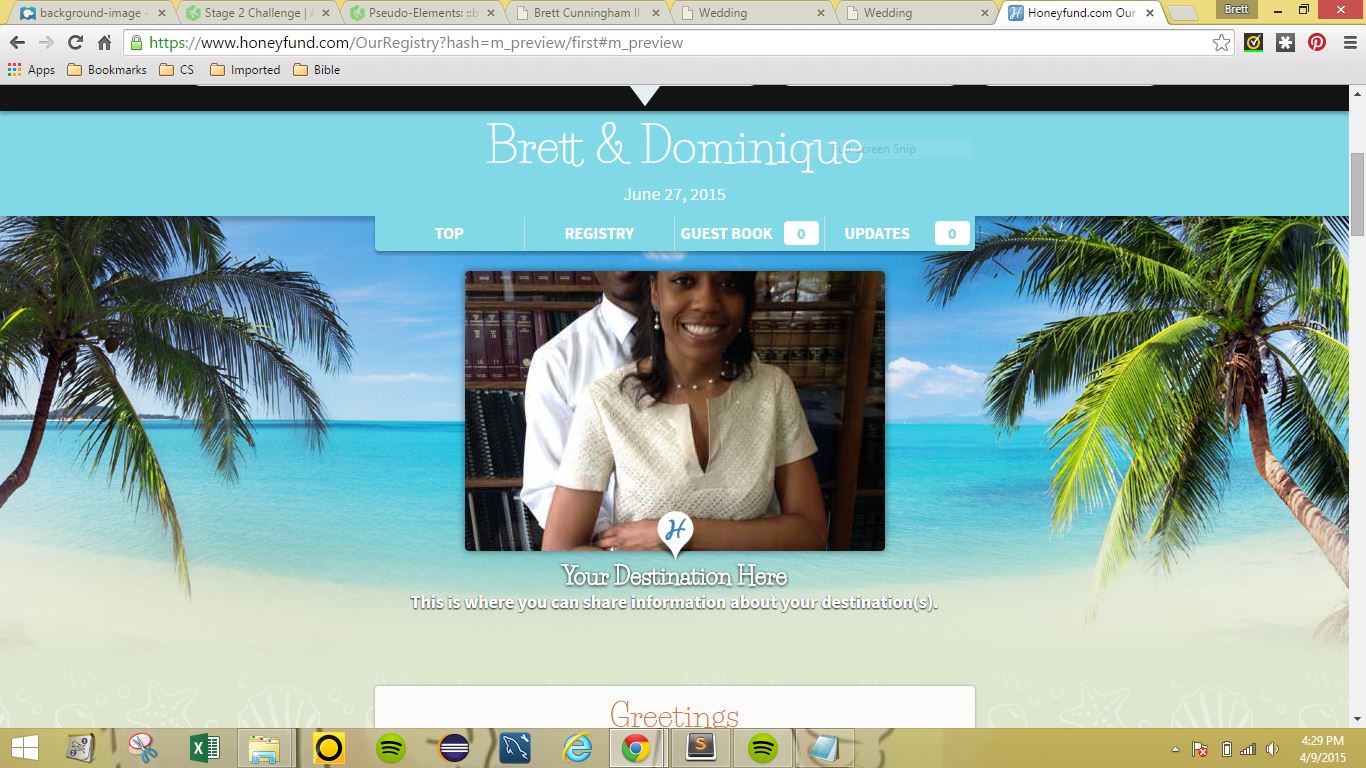 background-image -
Stage 2 Challenge | A
Pseudo-Elements: ::b
Brett Cunningham II
Wedding
Wedding
Honeyfund.com Our
Brett
https://www.honeyfund.com/OurRegistry?hash=m_preview/first#m_preview
Apps
Bookmarks
CS
Imported
Bible
Brett & Dominique
Full Screen Snip
June 27, 2015
TOP
REGISTRY
GUEST BOOK 0
UPDATES 0
H
Your Destination Here
This is where you can share information about your destination(s).
Greetings
4:29 PM
4/9/2015